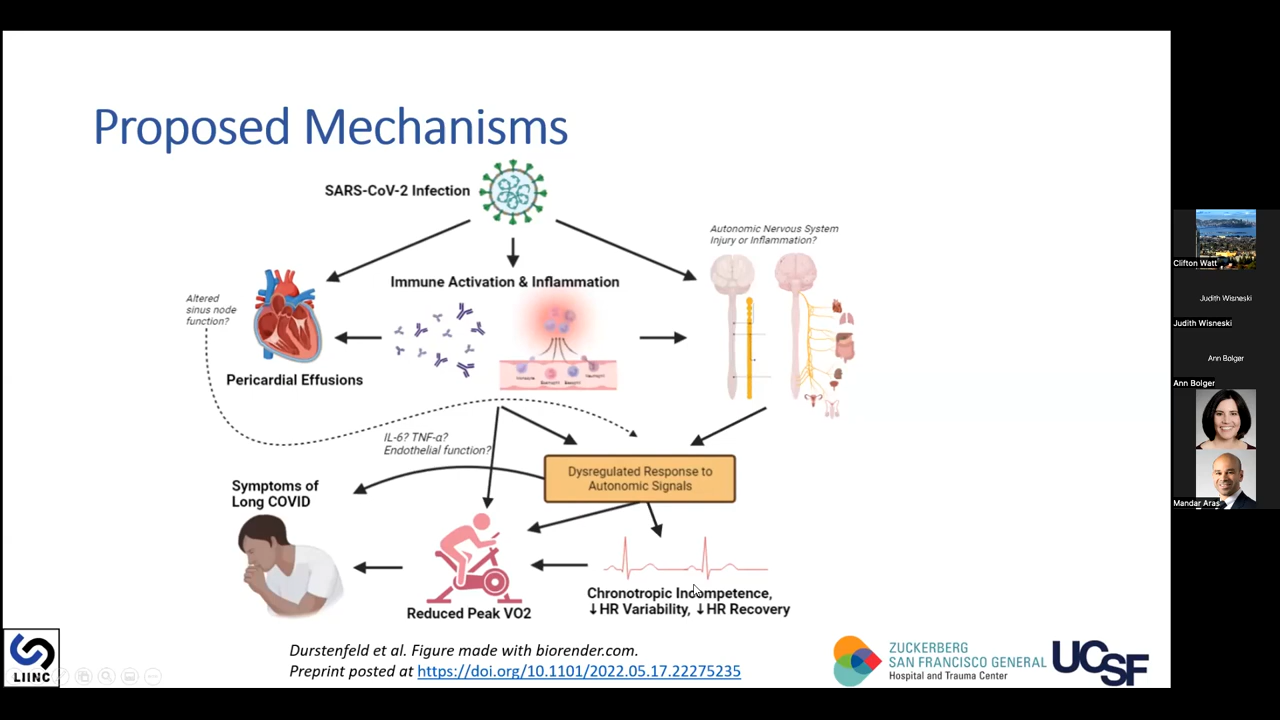 Proposed Mechanisms
SARS-CoV-2 Infection
Autonomic Nervous System
Injury or Inflammation?
Immune Activation & Inflammation
Altered
sinus node
function?
Pericardial Effusions
IL-6? TNF-α?
Endothelial function?
Dysregulated Response to
Autonomic Signals
Symptoms of
Long COVID
Reduced Peak VO2
Chronotropic Incompetence,
↓HR Variability, ↓HR Recovery
Durstenfeld et al. Figure made with biorender.com.
Preprint posted at https://doi.org/10.1101/2022.05.17.22275235
LIINC
ZUCKERBERG
SAN FRANCISCO GENERAL
Hospital and Trauma Center
UCSF
Clifton Watt
Judith Wisneski
Judith Wisneski
Ann Bolger
Ann Bolger
Mandar Aras